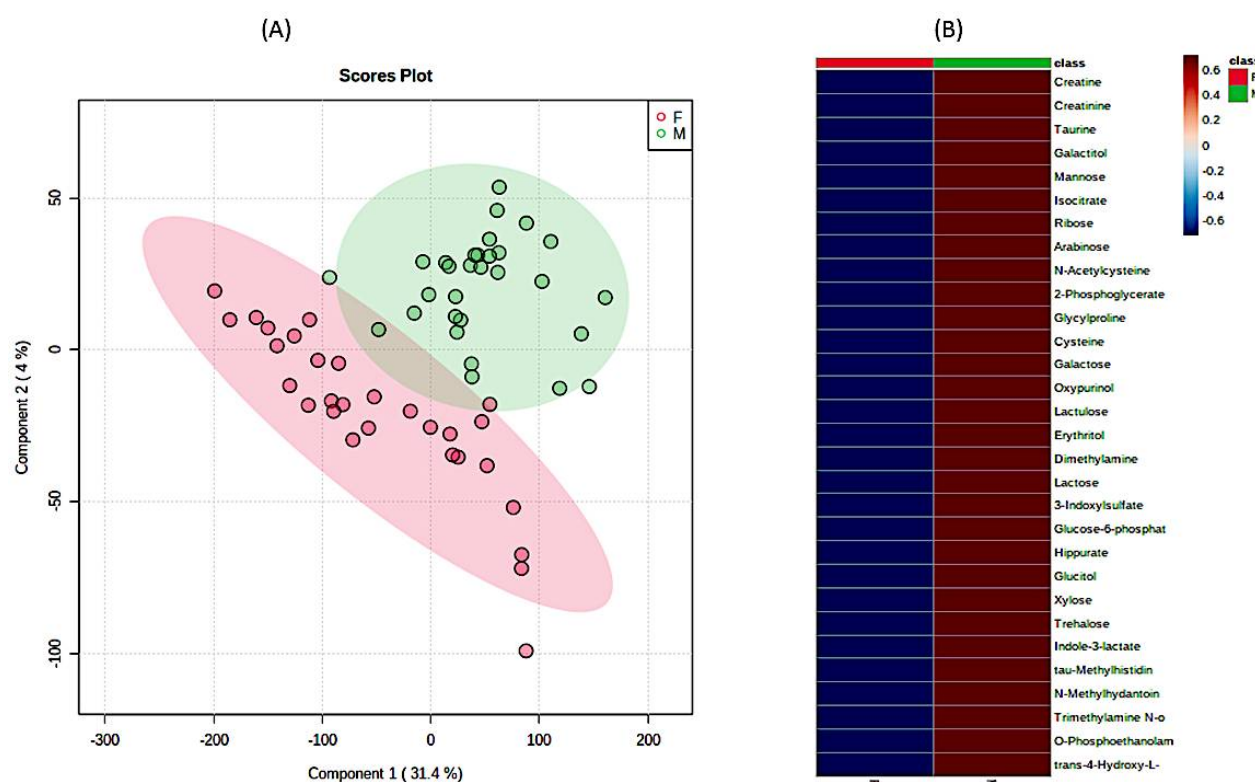 (A)
(B)
Scores Plot
F
M
50
0
-50
-100
Component 2 ( 4 %)
-300
-200
-100
0
100
200
Component 1 ( 31.4 %)
class
Creatine
Creatinine
Taurine
Galactitol
Mannose
Isocitrate
Ribose
Arabinose
N-Acetylcysteine
2-Phosphoglycerate
Glycylproline
Cysteine
Galactose
Oxypurinol
Lactulose
Erythritol
Dimethylamine
Lactose
3-Indoxylsulfate
Glucose-6-phosphat
Hippurate
Glucitol
Xylose
Trehalose
Indole-3-lactate
tau-Methylhistidin
N-Methylhydantoin
Trimethylamine N-o
O-Phosphoethanolam
trans-4-Hydroxy-L-
0.6
0.4
0.2
0
-0.2
-0.4
-0.6
class